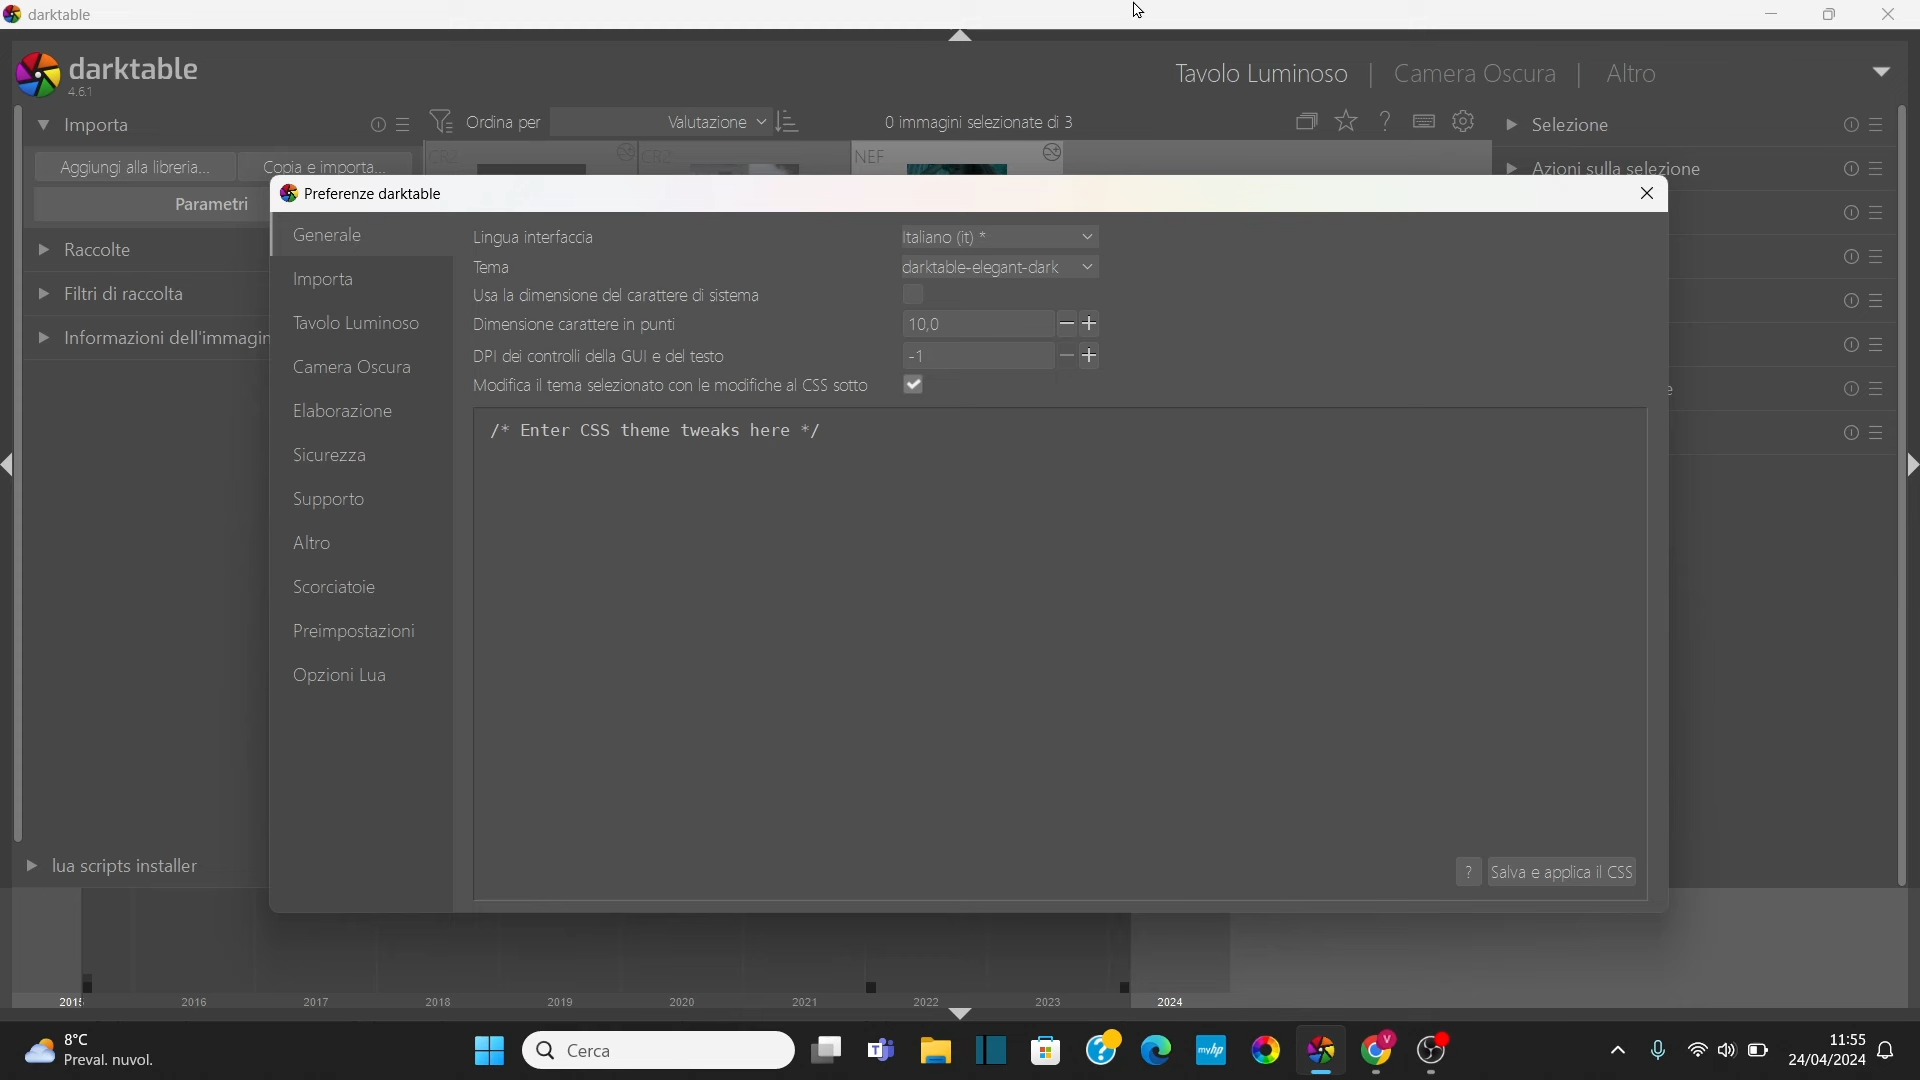 darktable
darktable
4.6.1
Tavolo Luminoso | Camera Oscura | Altro
Importa
Ordina per
Valutazione
0 immagini selezionate di 3
?
Selezione
Aggiungi alla libreria...
Copia e importa...
CR2
CR2
NEF
Azioni sulla selezione
Parametri
Raccolte
Filtri di raccolta
Informazioni dell'immagin
Preferenze darktable
Generale
Importa
Tavolo Luminoso
Camera Oscura
Elaborazione
Sicurezza
Supporto
Altro
Scorciatoie
Preimpostazioni
Opzioni Lua
Lingua interfaccia
Italiano (it) *
Tema
darktable-elegant-dark
Usa la dimensione del carattere di sistema
Dimensione carattere in punti
10,0
DPI dei controlli della GUI e del testo
-1
Modifica il tema selezionato con le modifiche al CSS sotto
/* Enter CSS theme tweaks here */
?
Salva e applica il CSS
e
lua scripts installer
2015 2016 2017 2018 2019 2020 2021 2022 2023 2024
8°C
Preval. nuvol.
Cerca
myhp
V
11:55
24/04/2024